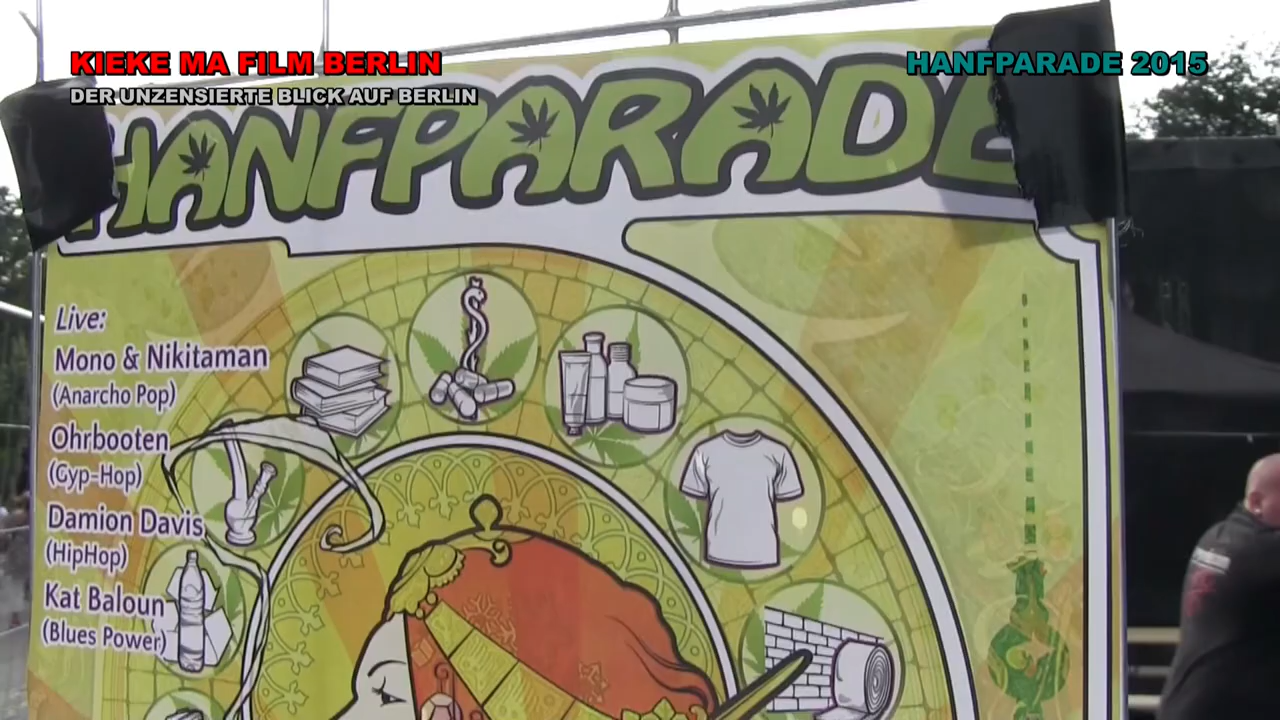 KIEKE MA FILM BERLIN
DER UNZENSIERTE BLICK AUF BERLIN
HANFPARADE 2015
HANFPARADE
Live:
Mono & Nikitaman
(Anarcho Pop)
Ohrbooten
(Gyp-Hop)
Damion Davis
(HipHop)
Kat Baloun
(Blues Power)